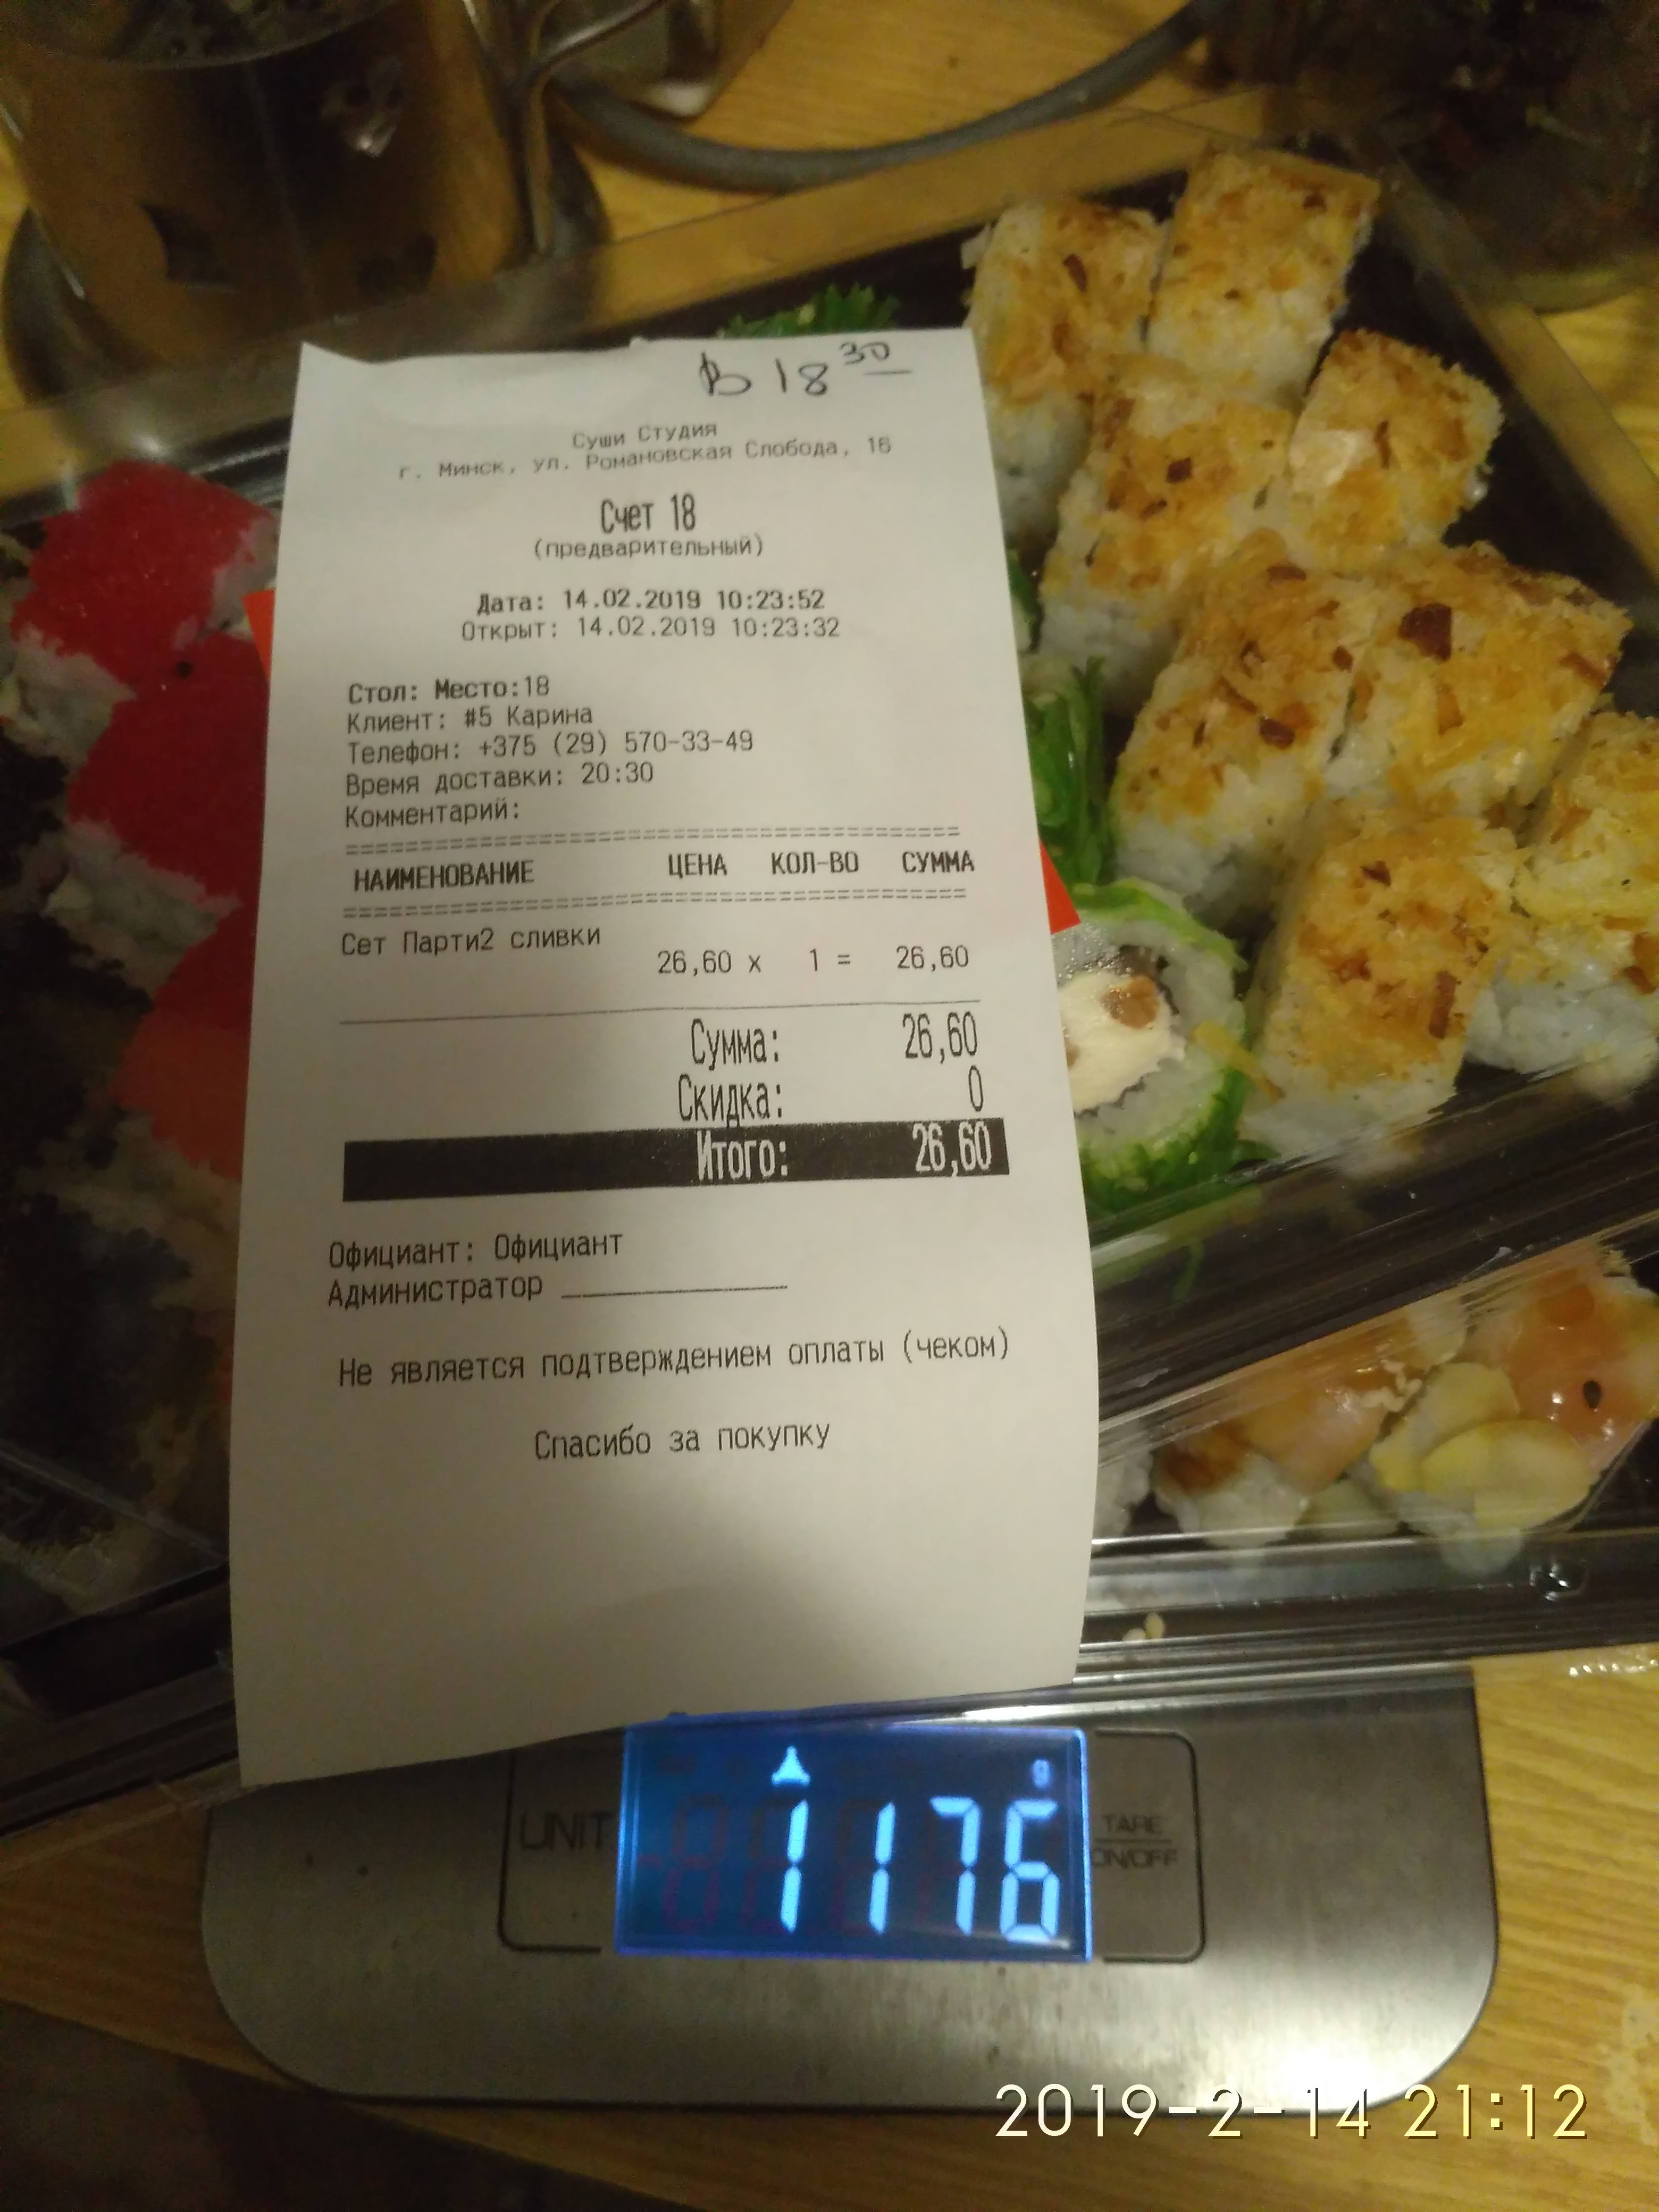 В 18 30
Суши Студия
г. Минск, ул. Романовская Слобода, 16
Счет 18
(предварительный)
Дата: 14.02.2019 10:23:52
Открыт: 14.02.2019 10:23:32
Стол: Место:18
Клиент: #5 Карина
Телефон: +375 (29) 570-33-49
Время доставки: 20:30
Комментарий:
НАИМЕНОВАНИЕ ЦЕНА КОЛ-ВО СУММА
Сет Парти2 сливки
26,60 x 1 = 26,60
Сумма: 26,60
Скидка: 0
Итого: 26,60
Официант: Официант
Администратор
Не является подтверждением оплаты (чеком)
Спасибо за покупку
g
UNIT 1176 TARE
ON/OFF
2019-2-14 21:12